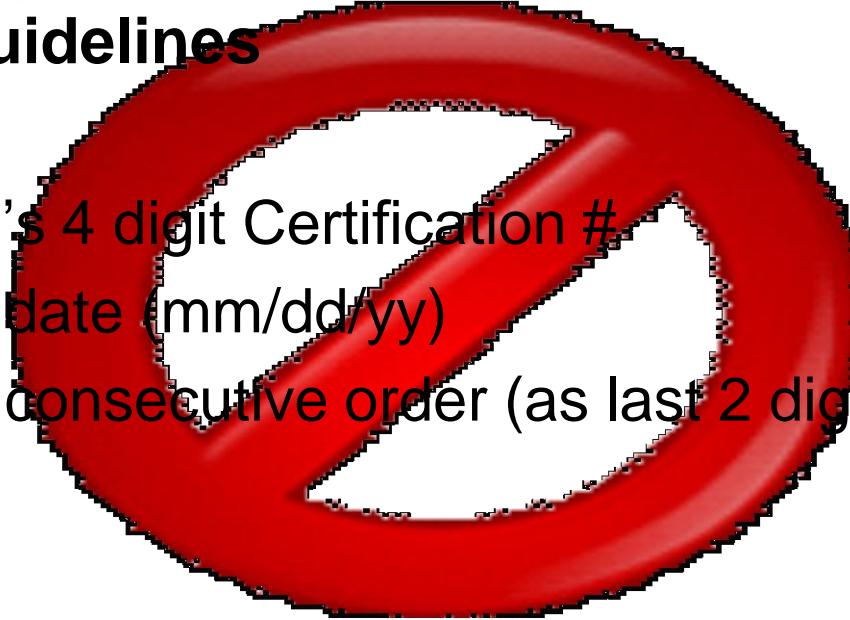 uidelines
's 4 digit Certification #
date (mm/dd/yy)
consecutive order (as last 2 dig